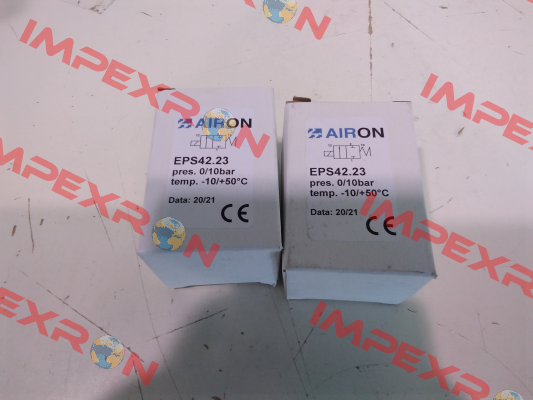 IMPEXRON
AIRON
EPS42.23
pres. 0/10bar
temp. -10/+50°C
Data: 20/21
CE
AIRON
EPS42.23
pres. 0/10bar
temp. -10/+50°C
Data: 20/21
CE
IMPEXRON
IMPEXRON
IMPEXRON